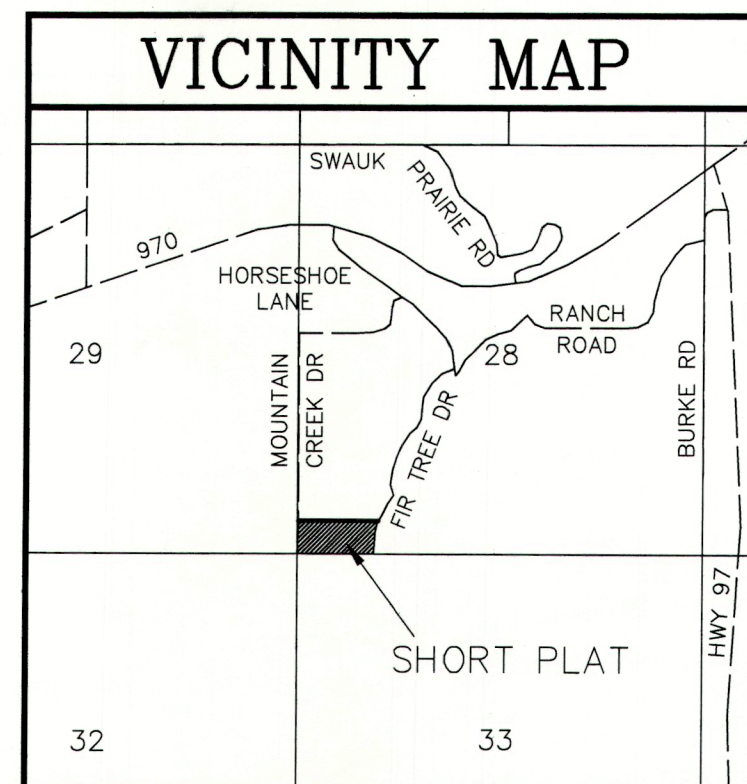 VICINITY MAP
SWAUK
PRAIRIE RD
970
HORSESHOE
LANE
RANCH
ROAD
29
28
MOUNTAIN
CREEK DR
FIR TREE DR
BURKE RD
HWY 97
SHORT PLAT
32
33